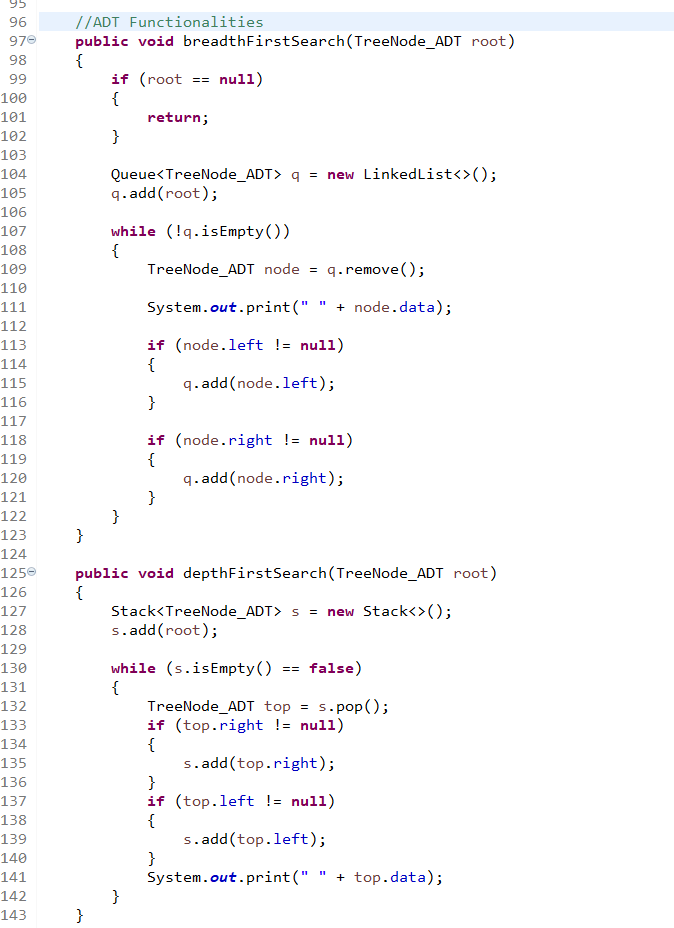 95
96 //ADT Functionalities
97 public void breadthFirstSearch(TreeNode_ADT root)
98 {
99 if (root == null)
100 {
101 return;
102 }
103
104 Queue<TreeNode_ADT> q = new LinkedList<>();
105 q.add(root);
106
107 while (!q.isEmpty())
108 {
109 TreeNode_ADT node = q.remove();
110
111 System.out.print(" " + node.data);
112
113 if (node.left != null)
114 {
115 q.add(node.left);
116 }
117
118 if (node.right != null)
119 {
120 q.add(node.right);
121 }
122 }
123 }
124
125 public void depthFirstSearch(TreeNode_ADT root)
126 {
127 Stack<TreeNode_ADT> s = new Stack<>();
128 s.add(root);
129
130 while (s.isEmpty() == false)
131 {
132 TreeNode_ADT top = s.pop();
133 if (top.right != null)
134 {
135 s.add(top.right);
136 }
137 if (top.left != null)
138 {
139 s.add(top.left);
140 }
141 System.out.print(" " + top.data);
142 }
143 }